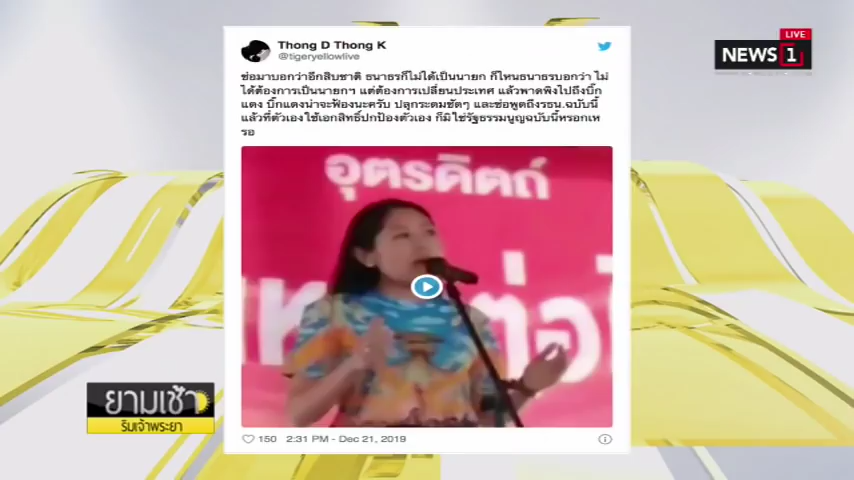 Thong D Thong K
@tigeryellowlive
ช่อมาบอกว่าอีกสิบชาติ ธนาธรก็ไม่ได้เป็นนายก ก็ไหนธนาธรบอกว่า ไม่
ได้ต้องการเป็นนายกฯ แต่ต้องการเปลี่ยนประเทศ แล้วพาดพิงไปถึงบิ๊ก
แดง บิ๊กแดงน่าจะฟ้องนะครับ ปลุกระดมชัดๆ และช่อพูดถึงรธน.ฉบับนี้
แล้วที่ตัวเองใช้เอกสิทธิ์ปกป้องตัวเอง ก็มิใช่รัฐธรรมนูญฉบับนี้หรอกเห
รอ
LIVE
NEWS 1
อุตรดิตถ์
ต่อ
ยามเช้า
ริมเจ้าพระยา
150 2:31 PM - Dec 21, 2019